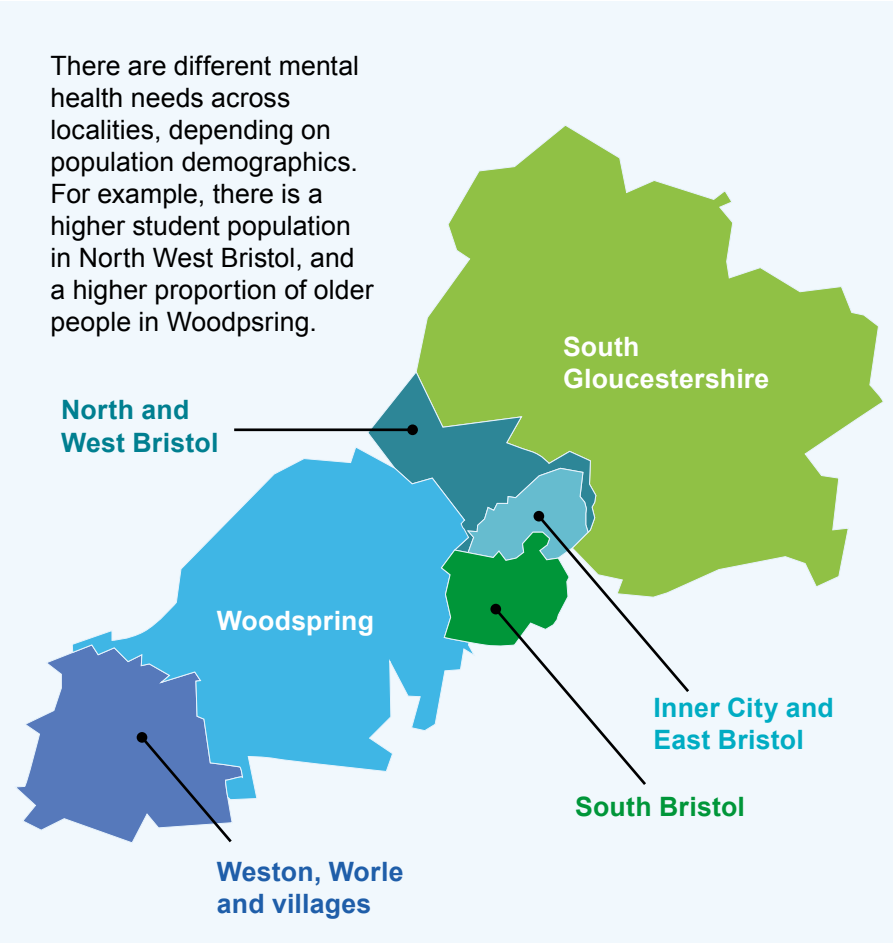 There are different mental
health needs across
localities, depending on
population demographics.
For example, there is a
higher student population
in North West Bristol, and
a higher proportion of older
people in Woodpsring.
South
Gloucestershire
North and
West Bristol
Woodspring
Inner City and
East Bristol
South Bristol
Weston, Worle
and villages